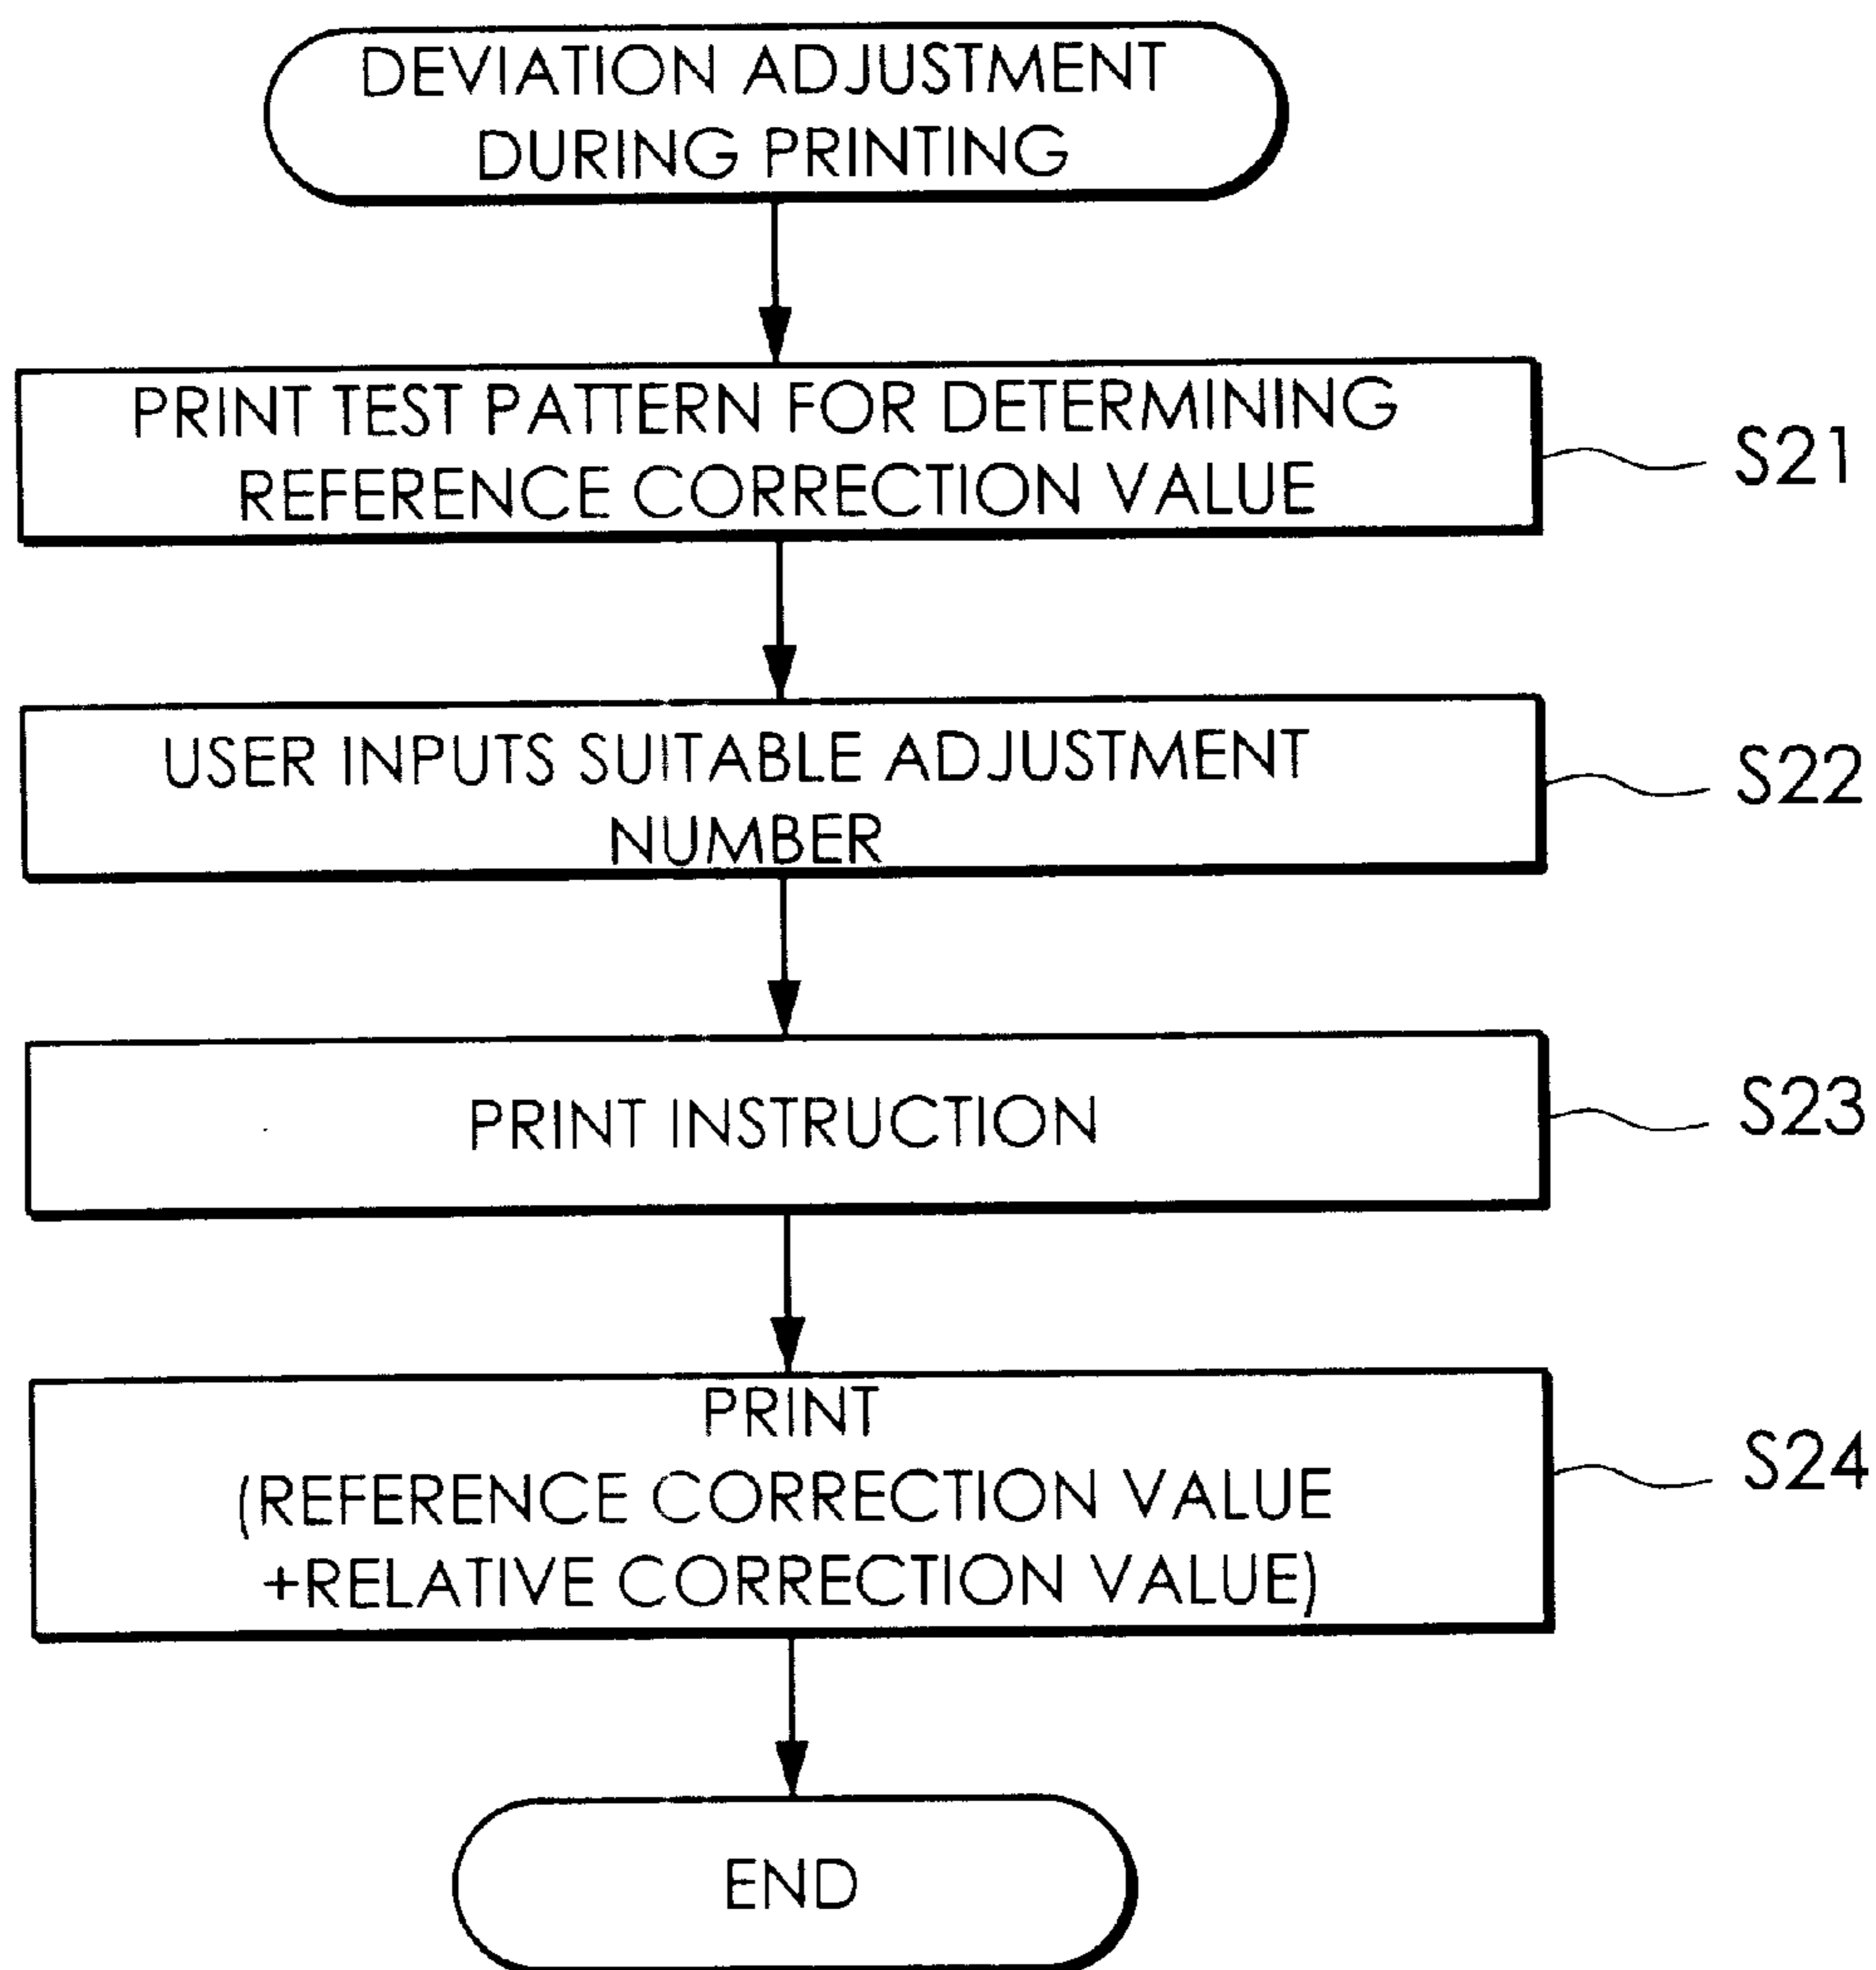 DEVIATION ADJUSTMENT
DURING PRINTING
PRINT TEST PATTERN FOR DETERMINING
REFERENCE CORRECTION VALUE
S21
USER INPUTS SUITABLE ADJUSTMENT
NUMBER
S22
PRINT INSTRUCTION
S23
PRINT
(REFERENCE CORRECTION VALUE
+RELATIVE CORRECTION VALUE)
S24
END